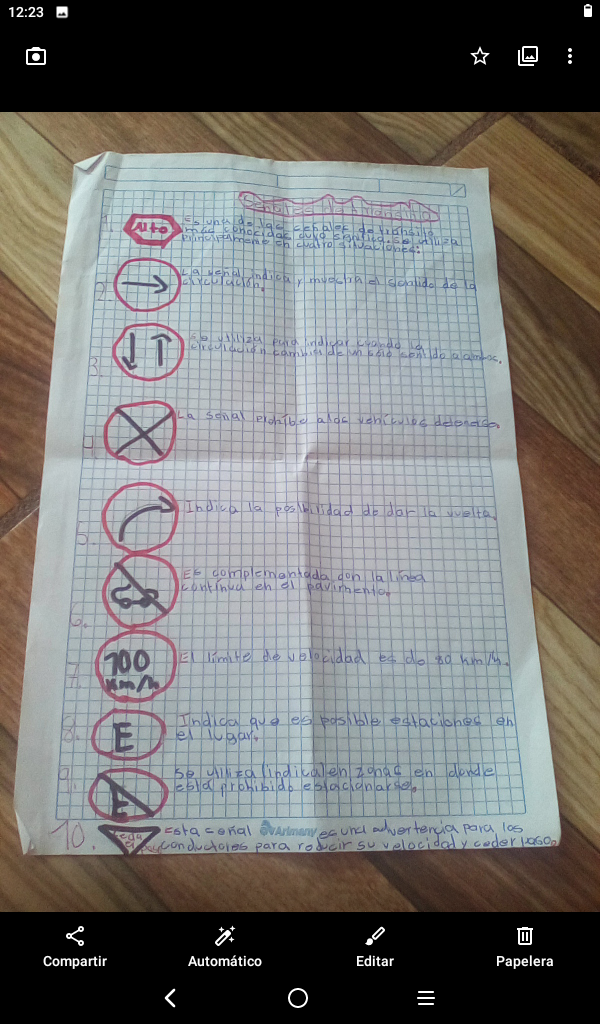 12:23
Señales de tránsito
1.
Alto
Es una de las señales de tránsito
más conocidas cuyo significa. se utiliza
principalmente en cuatro situaciones:
2.
La señal indica y muestra el sentido de la
circulación.
3.
Se utiliza para indicar cuando la
circulación cambia de un sólo sentido a ambos.
4.
La señal prohíbe a los vehículos detenerse.
5.
Indica la posibilidad de dar la vuelta.
6.
Es complementada con la línea
continua en el pavimento.
7.
100
Km/h
El límite de velocidad es de 80 km/h.
8.
E
Indica que es posible estaciones en
el lugar.
9.
E
Se utiliza (indica) en zonas en donde
está prohibido estacionarse.
10.
Ceda
el
Esta señal Arimany es una advertencia para los
conductores para reducir su velocidad y ceder paso.
Compartir
Automático
Editar
Papelera